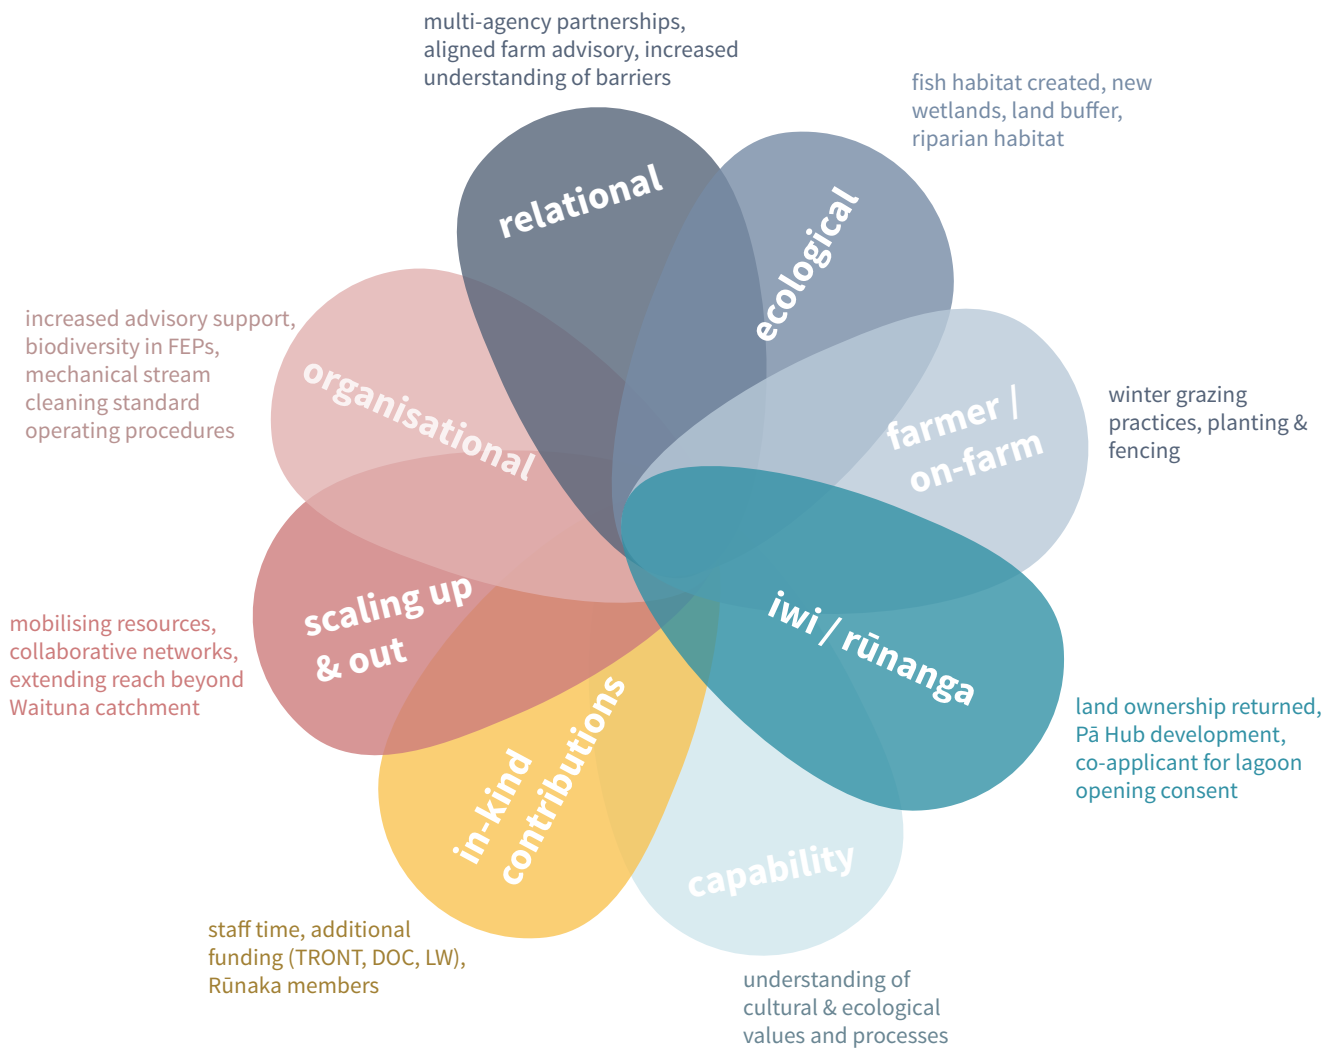 multi-agency partnerships,
aligned farm advisory, increased
understanding of barriers
relational
fish habitat created, new
wetlands, land buffer,
riparian habitat
ecological
winter grazing
practices, planting &
fencing
farmer /
on-farm
land ownership returned,
Pā Hub development,
co-applicant for lagoon
opening consent
iwi / rūnanga
understanding of
cultural & ecological
values and processes
capability
staff time, additional
funding (TRONT, DOC, LW),
Rūnaka members
in-kind
contributions
mobilising resources,
collaborative networks,
extending reach beyond
Waituna catchment
scaling up
& out
increased advisory support,
biodiversity in FEPs,
mechanical stream
cleaning standard
operating procedures
organisational